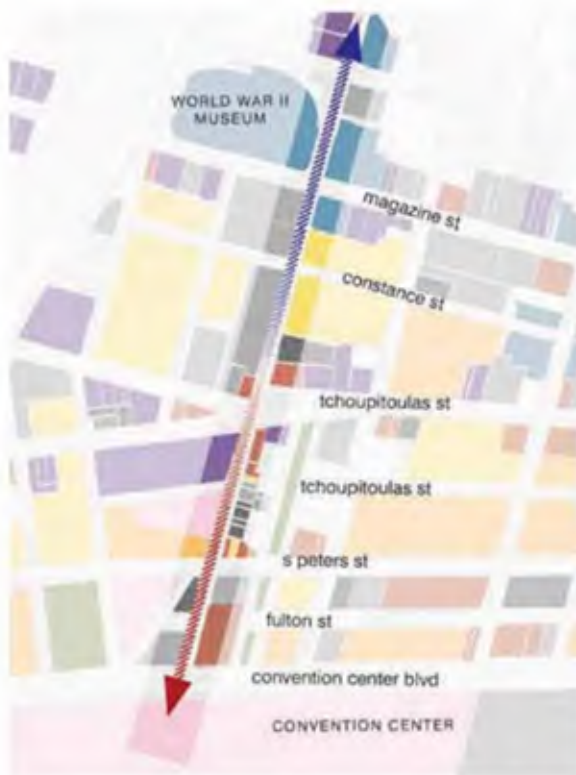 WORLD WAR II
MUSEUM
magazine st
constance st
tchoupitoulas st
tchoupitoulas st
s peters st
fulton st
convention center blvd
CONVENTION CENTER